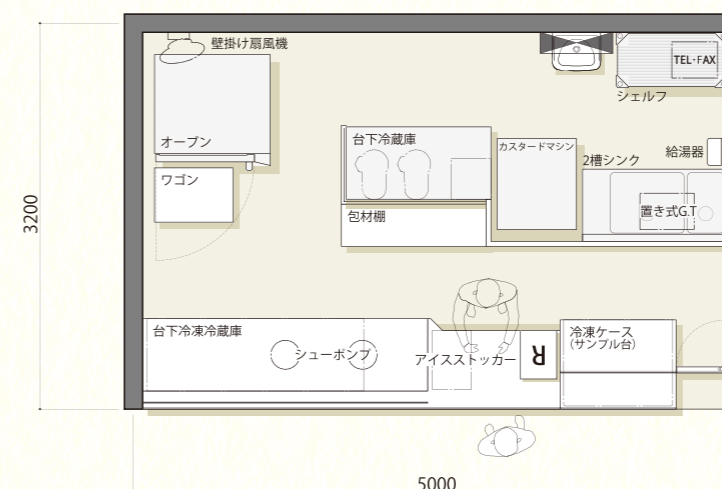 壁掛け扇風機
TEL・FAX
シェルフ
オーブン
台下冷蔵庫
カスタードマシン
2槽シンク
給湯器
ワゴン
包材棚
置き式G.T
3200
台下冷凍冷蔵庫
シューポンプ
アイスストッカー
R
冷凍ケース
(サンプル台)
5000